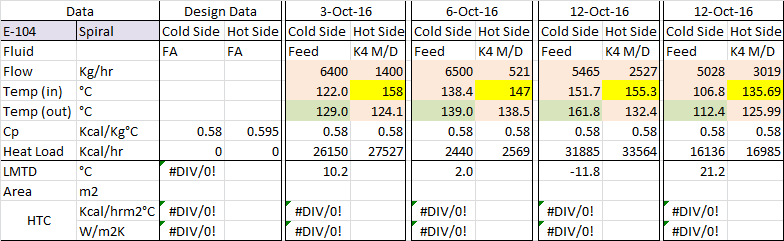 Data Design Data 3-Oct-16 6-Oct-16 12-Oct-16 12-Oct-16
E-104 Spiral Cold Side Hot Side Cold Side Hot Side Cold Side Hot Side Cold Side Hot Side Cold Side Hot Side
Fluid FA FA Feed K4 M/D Feed K4 M/D Feed K4 M/D Feed K4 M/D
Flow Kg/hr 6400 1400 6500 521 5465 2527 5028 3019
Temp (in) °C 122.0 158 138.4 147 151.7 155.3 106.8 135.69
Temp (out) °C 129.0 124.1 139.0 138.5 161.8 132.4 112.4 125.99
Cp Kcal/Kg°C 0.58 0.595 0.58 0.58 0.58 0.58 0.58 0.58 0.58 0.58
Heat Load Kcal/hr 0 0 26150 27527 2440 2569 31885 33564 16136 16985
LMTD °C #DIV/0! 10.2 2.0 -11.8 21.2
Area m2
HTC Kcal/hrm2°C #DIV/0! #DIV/0! #DIV/0! #DIV/0! #DIV/0!
W/m2K #DIV/0! #DIV/0! #DIV/0! #DIV/0! #DIV/0!